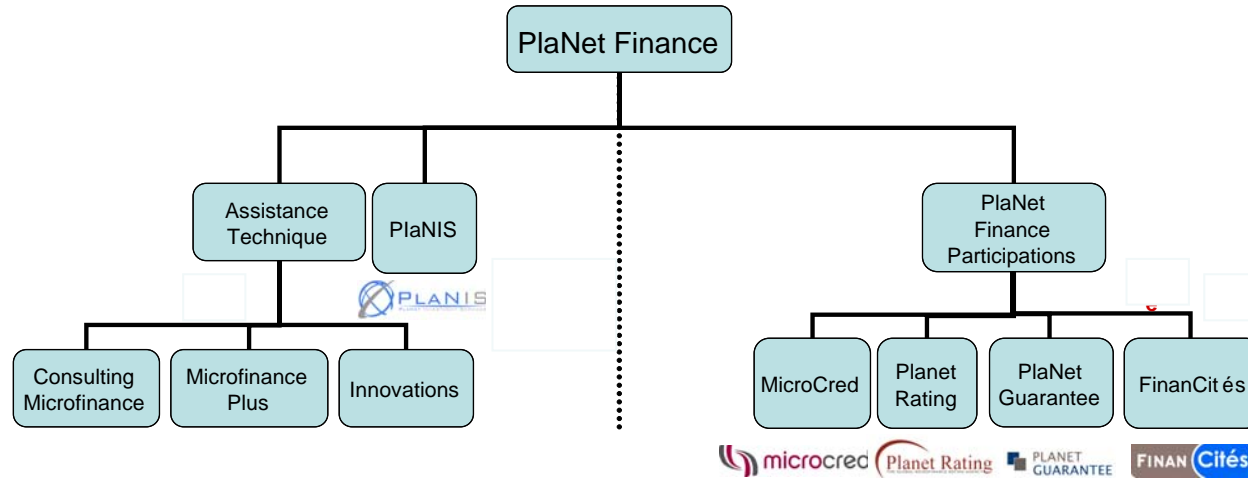 PlaNet Finance
Assistance
Technique
PlaNIS
PlaNet
Finance
Participations
PLANIS
e
Consulting
Microfinance
Microfinance
Plus
Innovations
MicroCred
Planet
Rating
PlaNet
Guarantee
FinanCit és
microcred
Planet Rating
PLANET
GUARANTEE
FINAN Cités